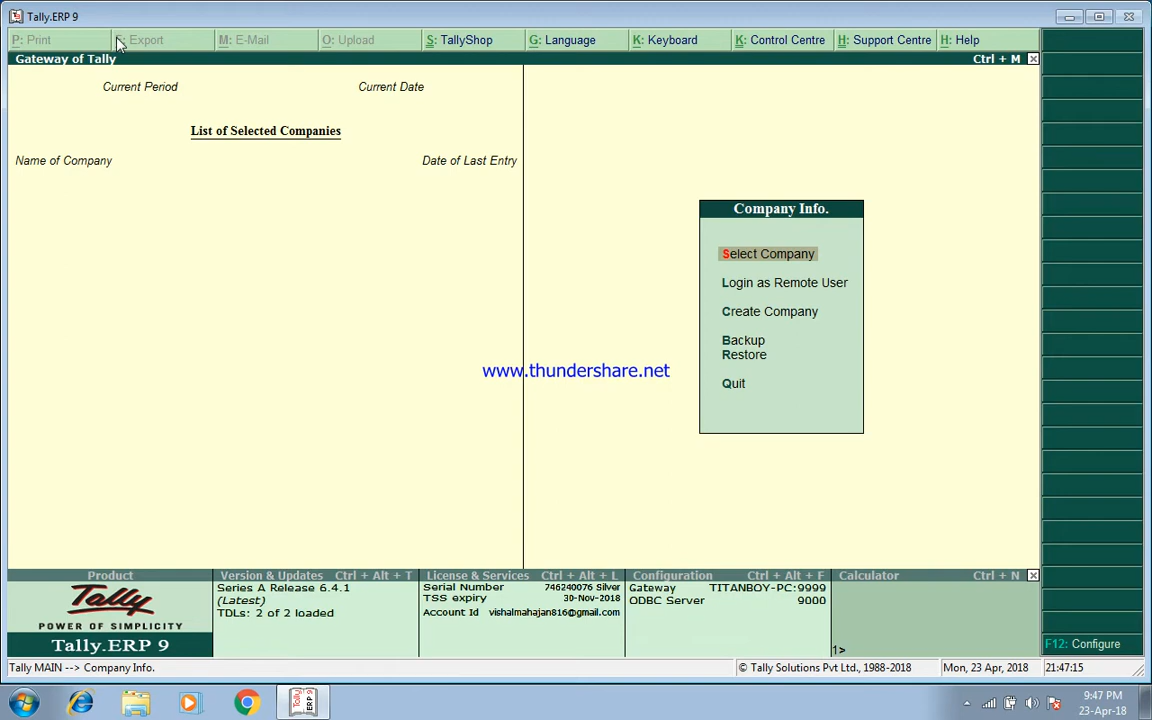 Tally.ERP 9
P: Print E: Export M: E-Mail O: Upload S: TallyShop G: Language K: Keyboard K: Control Centre H: Support Centre H: Help
Gateway of Tally Ctrl + M
Current Period Current Date
List of Selected Companies
Name of Company Date of Last Entry
Company Info.
Select Company
Login as Remote User
Create Company
Backup
Restore
Quit
www.thundershare.net
Product Version & Updates Ctrl + Alt + T License & Services Ctrl + Alt + L Configuration Ctrl + Alt + F Calculator Ctrl + N
Tally
POWER OF SIMPLICITY
Tally.ERP 9
Series A Release 6.4.1
(Latest)
TDLs: 2 of 2 loaded
Serial Number 746240076 Silver
TSS expiry 30-Nov-2018
Account Id vishalmahajan816@gmail.com
Gateway TITANBOY-PC:9999
ODBC Server 9000
1>
F12: Configure
Tally MAIN --> Company Info. © Tally Solutions Pvt Ltd., 1988-2018 Mon, 23 Apr, 2018 21:47:15
Tally ERP 9
9:47 PM
23-Apr-18